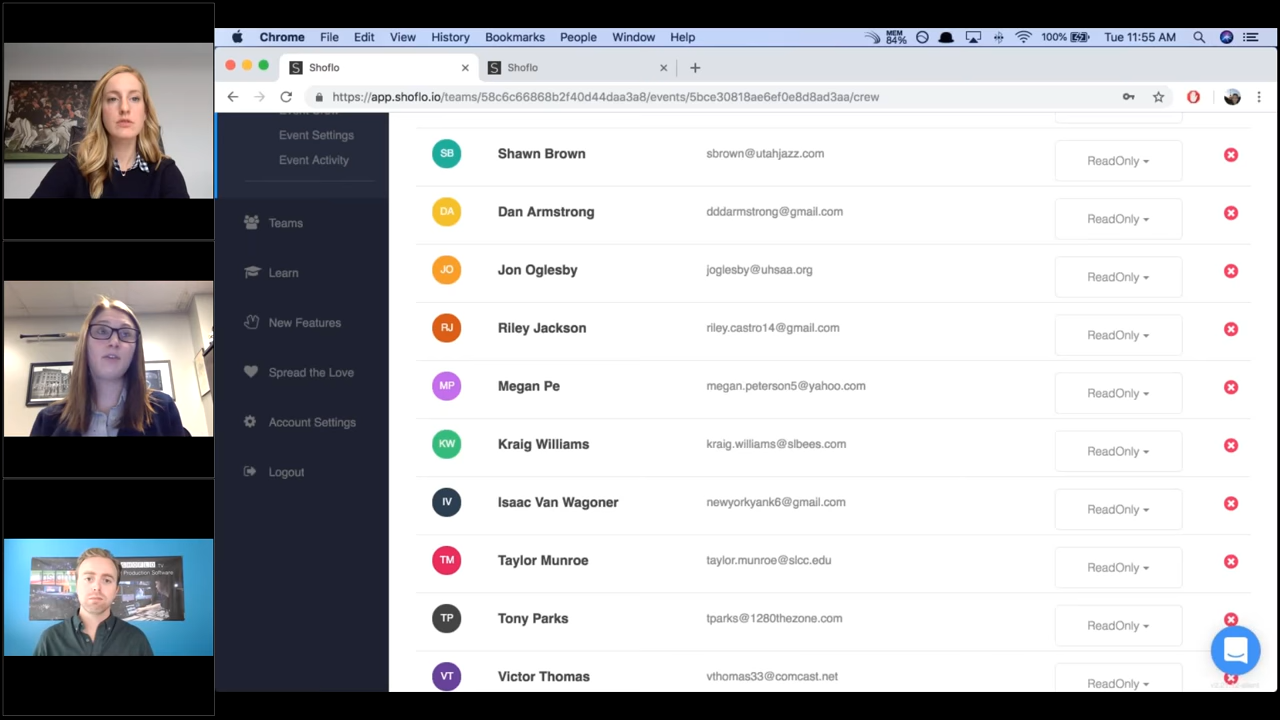 Chrome File Edit View History Bookmarks People Window Help MEM 84% 100% Tue 11:55 AM
Shoflo Shoflo
https://app.shoflo.io/teams/58c6c66868b2f40d44daa3a8/events/5bce30818ae6ef0e8d8ad3aa/crew
Event Settings
Event Activity
Teams
Learn
New Features
Spread the Love
Account Settings
Logout
SB Shawn Brown sbrown@utahjazz.com ReadOnly
DA Dan Armstrong dddarmstrong@gmail.com ReadOnly
JO Jon Oglesby joglesby@uhsaa.org ReadOnly
RJ Riley Jackson riley.castro14@gmail.com ReadOnly
MP Megan Pe megan.peterson5@yahoo.com ReadOnly
KW Kraig Williams kraig.williams@slbees.com ReadOnly
IV Isaac Van Wagoner newyorkyank6@gmail.com ReadOnly
TM Taylor Munroe taylor.munroe@slcc.edu ReadOnly
TP Tony Parks tparks@1280thezone.com ReadOnly
VT Victor Thomas vthomas33@comcast.net ReadOnly
Production Software